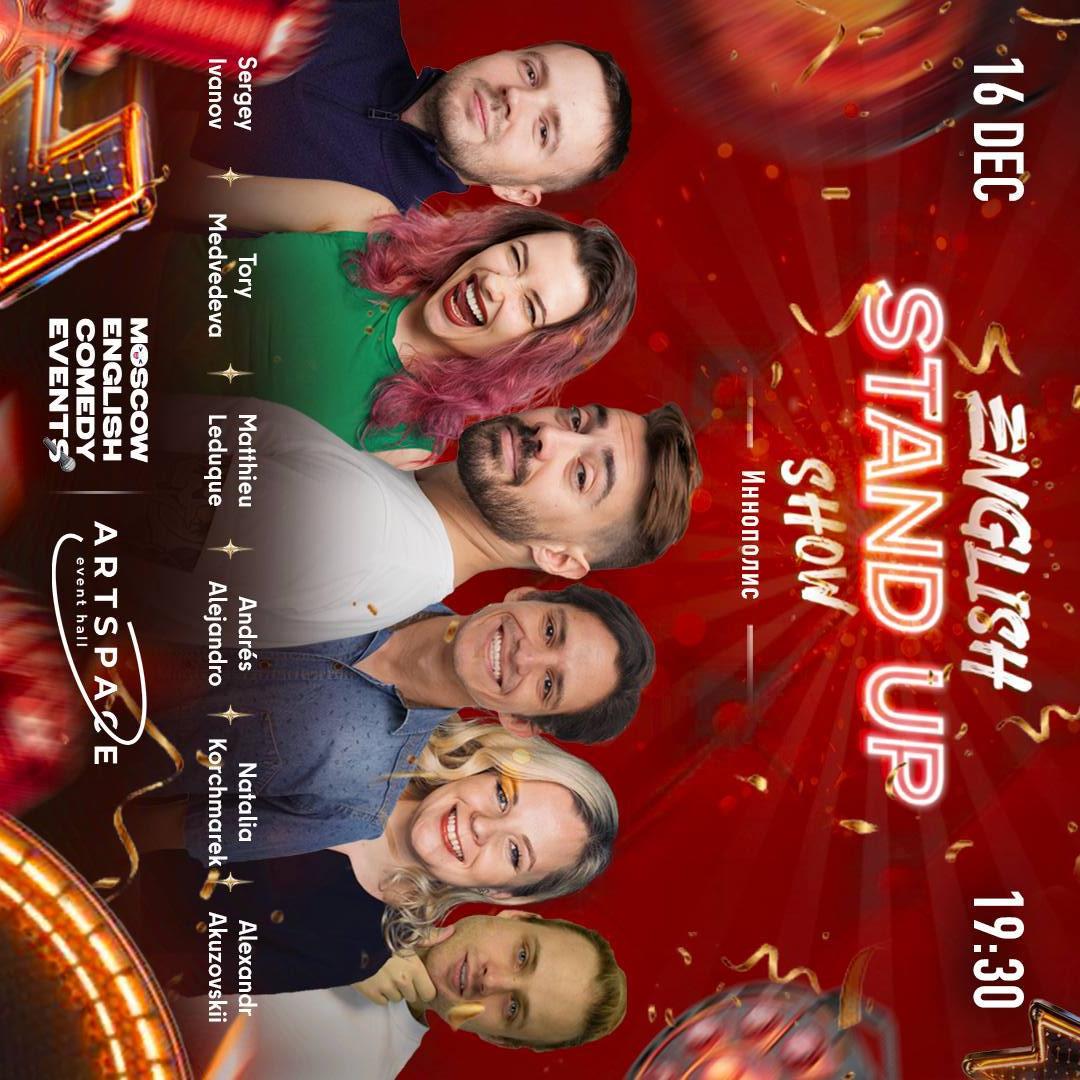 16 DEC
19:30
ENGLISH
STAND UP
SHOW
Иннополис
Sergey
Ivanov
Tory
Medvedeva
Matthieu
Leduque
Andrés
Alejandro
Natalia
Korchmarek
Alexandr
Akuzovskii
MOSCOW
ENGLISH
COMEDY
EVENTS
ARTSPACE
event hall